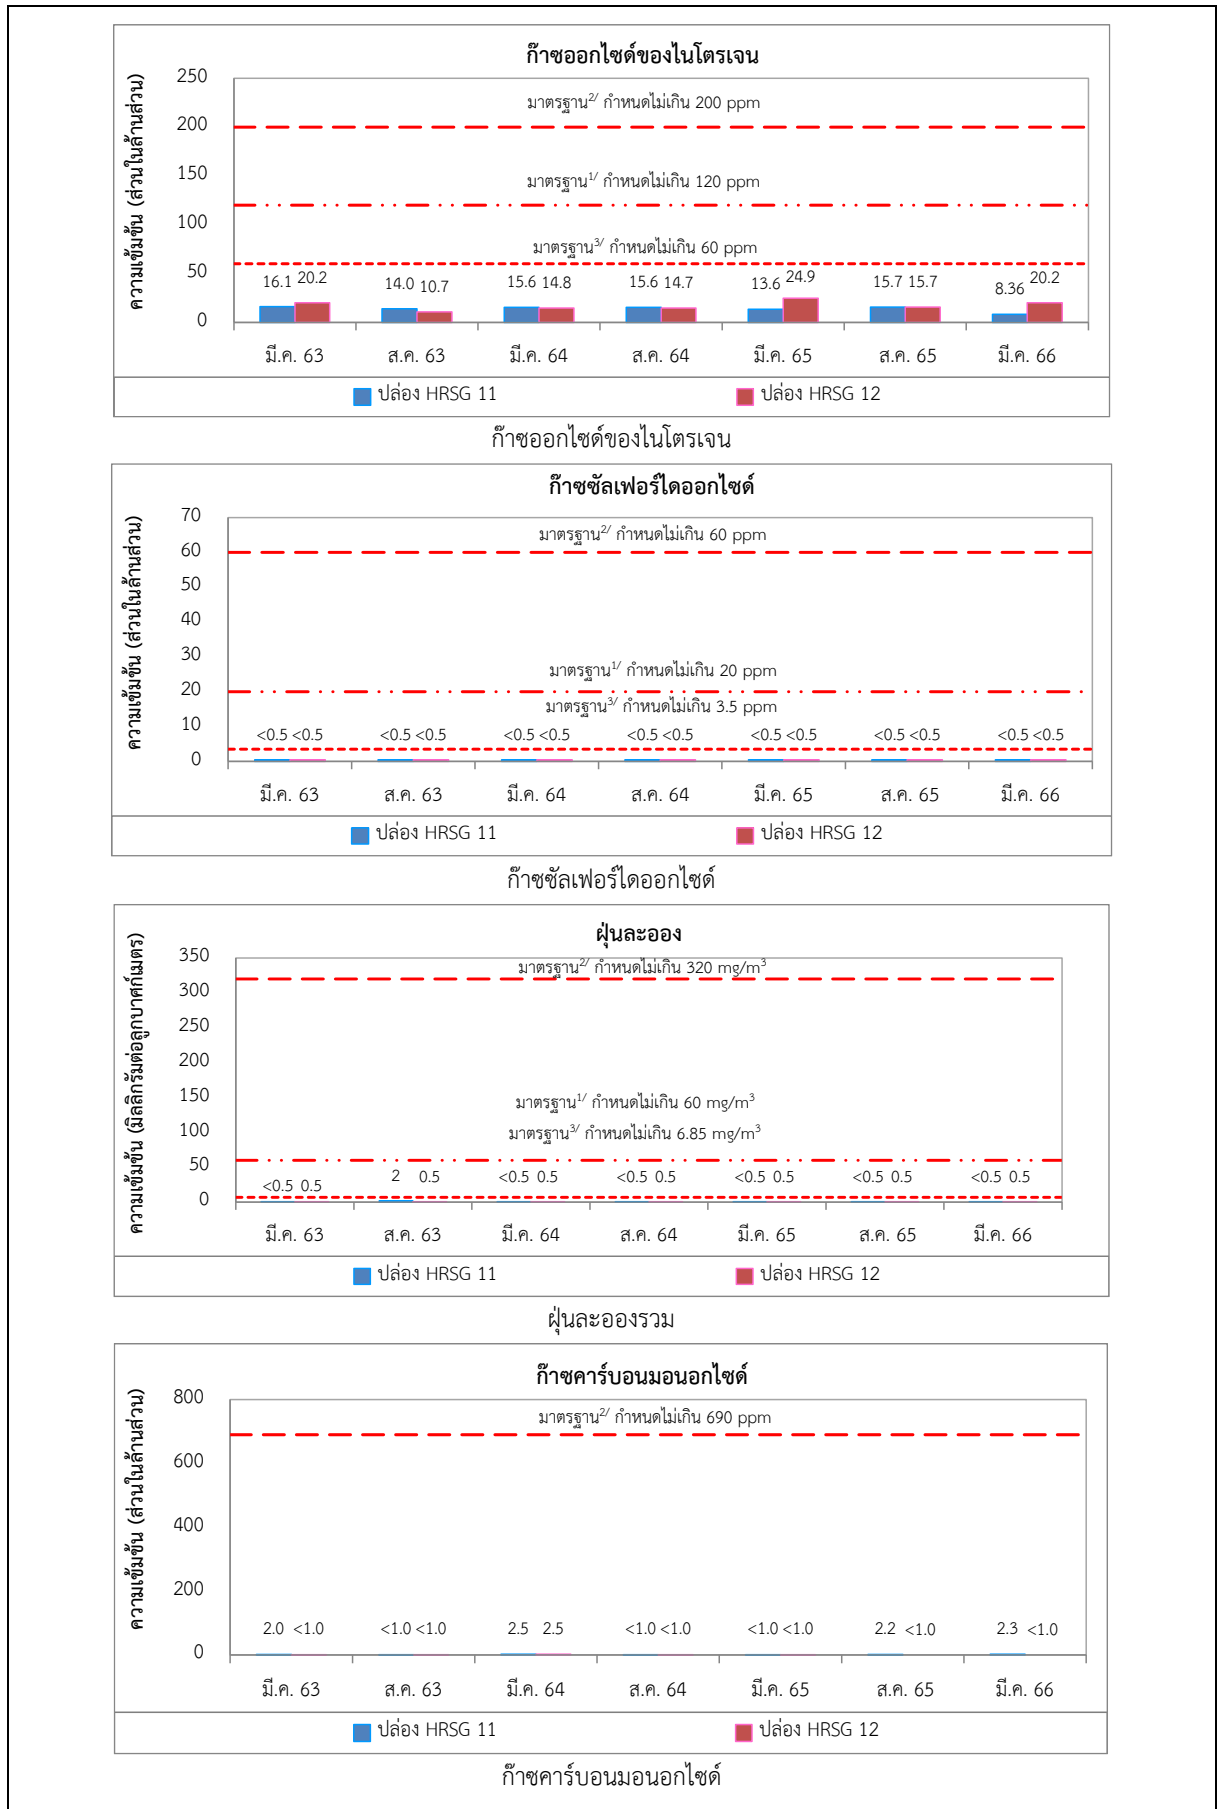 ก๊าซออกไซด์ของไนโตรเจน
ความเข้มข้น (ส่วนในล้านส่วน)
250
200
150
100
50
0
มาตรฐาน2/ กำหนดไม่เกิน 200 ppm
มาตรฐาน1/ กำหนดไม่เกิน 120 ppm
มาตรฐาน3/ กำหนดไม่เกิน 60 ppm
16.1 20.2 14.0 10.7 15.6 14.8 15.6 14.7 13.6 24.9 15.7 15.7 8.36 20.2
มี.ค. 63 ส.ค. 63 มี.ค. 64 ส.ค. 64 มี.ค. 65 ส.ค. 65 มี.ค. 66
ปล่อง HRSG 11 ปล่อง HRSG 12
ก๊าซออกไซด์ของไนโตรเจน
ก๊าซซัลเฟอร์ไดออกไซด์
ความเข้มข้น (ส่วนในล้านส่วน)
70
60
50
40
30
20
10
0
มาตรฐาน2/ กำหนดไม่เกิน 60 ppm
มาตรฐาน1/ กำหนดไม่เกิน 20 ppm
มาตรฐาน3/ กำหนดไม่เกิน 3.5 ppm
<0.5 <0.5 <0.5 <0.5 <0.5 <0.5 <0.5 <0.5 <0.5 <0.5 <0.5 <0.5 <0.5 <0.5
มี.ค. 63 ส.ค. 63 มี.ค. 64 ส.ค. 64 มี.ค. 65 ส.ค. 65 มี.ค. 66
ปล่อง HRSG 11 ปล่อง HRSG 12
ก๊าซซัลเฟอร์ไดออกไซด์
ฝุ่นละออง
ความเข้มข้น (มิลลิกรัมต่อลูกบาศก์เมตร)
350
300
250
200
150
100
50
0
มาตรฐาน2/ กำหนดไม่เกิน 320 mg/m3
มาตรฐาน1/ กำหนดไม่เกิน 60 mg/m3
มาตรฐาน3/ กำหนดไม่เกิน 6.85 mg/m3
<0.5 0.5 2 0.5 <0.5 0.5 <0.5 0.5 <0.5 0.5 <0.5 0.5 <0.5 0.5
มี.ค. 63 ส.ค. 63 มี.ค. 64 ส.ค. 64 มี.ค. 65 ส.ค. 65 มี.ค. 66
ปล่อง HRSG 11 ปล่อง HRSG 12
ฝุ่นละอองรวม
ก๊าซคาร์บอนมอนอกไซด์
ความเข้มข้น (ส่วนในล้านส่วน)
800
600
400
200
0
มาตรฐาน2/ กำหนดไม่เกิน 690 ppm
2.0 <1.0 <1.0 <1.0 2.5 2.5 <1.0 <1.0 <1.0 <1.0 2.2 <1.0 2.3 <1.0
มี.ค. 63 ส.ค. 63 มี.ค. 64 ส.ค. 64 มี.ค. 65 ส.ค. 65 มี.ค. 66
ปล่อง HRSG 11 ปล่อง HRSG 12
ก๊าซคาร์บอนมอนอกไซด์